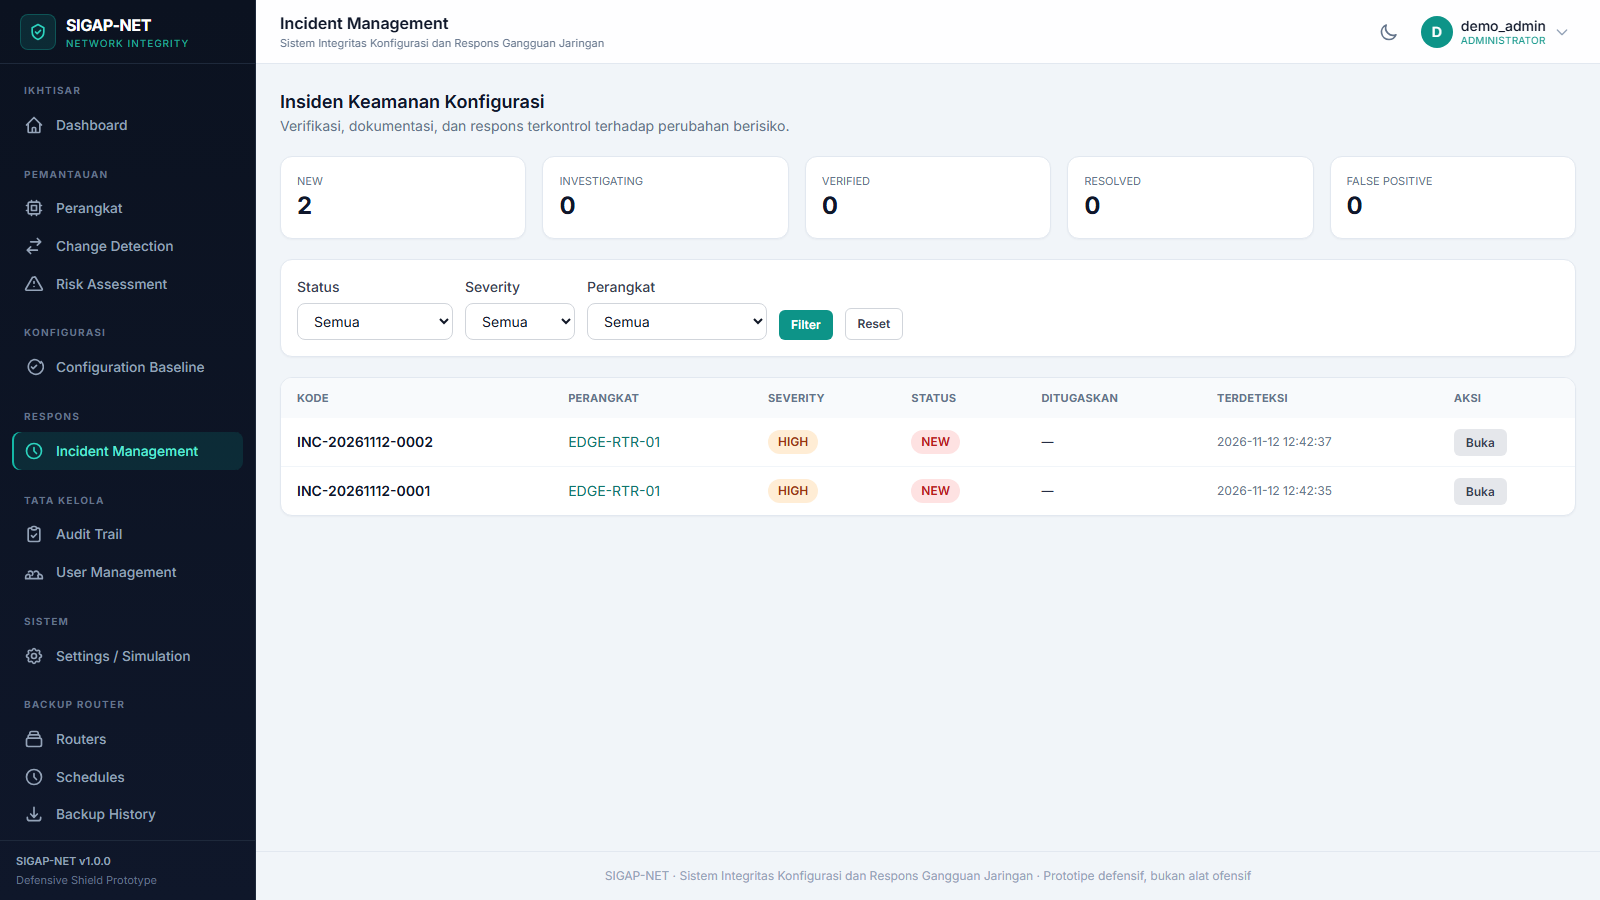 SIGAP-NET
NETWORK INTEGRITY
IKHTISAR
Dashboard
PEMANTAUAN
Perangkat
Change Detection
Risk Assessment
KONFIGURASI
Configuration Baseline
RESPONS
Incident Management
TATA KELOLA
Audit Trail
User Management
SISTEM
Settings / Simulation
BACKUP ROUTER
Routers
Schedules
Backup History
SIGAP-NET v1.0.0
Defensive Shield Prototype
Incident Management
Sistem Integritas Konfigurasi dan Respons Gangguan Jaringan
D
demo_admin
ADMINISTRATOR
Insiden Keamanan Konfigurasi
Verifikasi, dokumentasi, dan respons terkontrol terhadap perubahan berisiko.
NEW
2
INVESTIGATING
0
VERIFIED
0
RESOLVED
0
FALSE POSITIVE
0
Status
Semua
Severity
Semua
Perangkat
Semua
Filter
Reset
KODE PERANGKAT SEVERITY STATUS DITUGASKAN TERDETEKSI AKSI
INC-20261112-0002 EDGE-RTR-01 HIGH NEW — 2026-11-12 12:42:37 Buka
INC-20261112-0001 EDGE-RTR-01 HIGH NEW — 2026-11-12 12:42:35 Buka
SIGAP-NET · Sistem Integritas Konfigurasi dan Respons Gangguan Jaringan · Prototipe defensif, bukan alat ofensif